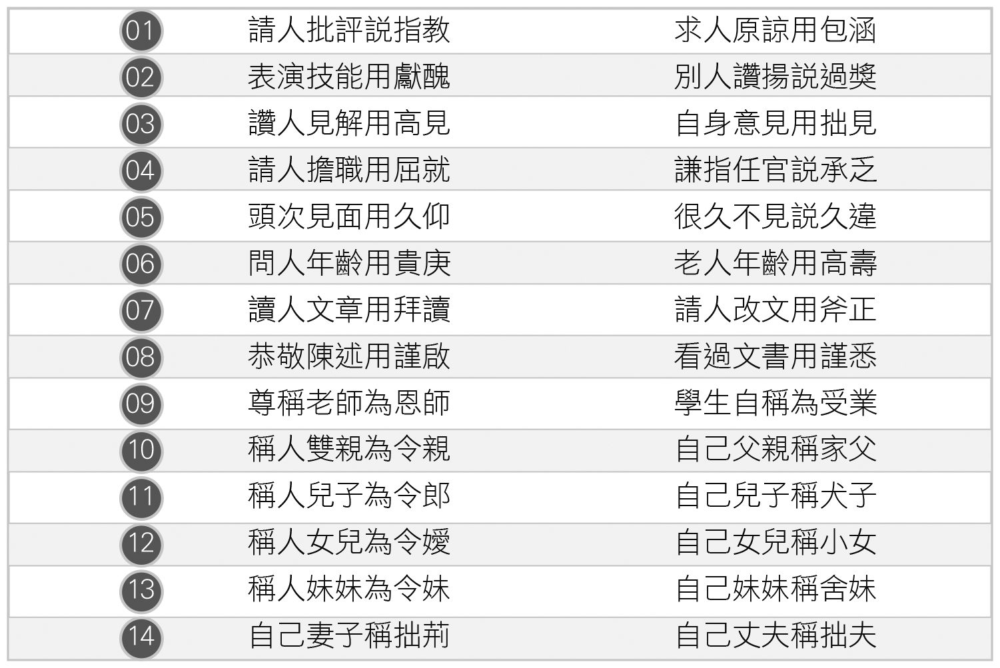 01 請人批評説指教 求人原諒用包涵
02 表演技能用獻醜 別人讚揚説過獎
03 讚人見解用高見 自身意見用拙見
04 請人擔職用屈就 謙指任官説承乏
05 頭次見面用久仰 很久不見説久違
06 問人年齡用貴庚 老人年齡用高壽
07 讀人文章用拜讀 請人改文用斧正
08 恭敬陳述用謹啟 看過文書用謹悉
09 尊稱老師為恩師 學生自稱為受業
10 稱人雙親為令親 自己父親稱家父
11 稱人兒子為令郎 自己兒子稱犬子
12 稱人女兒為令嬡 自己女兒稱小女
13 稱人妹妹為令妹 自己妹妹稱舍妹
14 自己妻子稱拙荊 自己丈夫稱拙夫